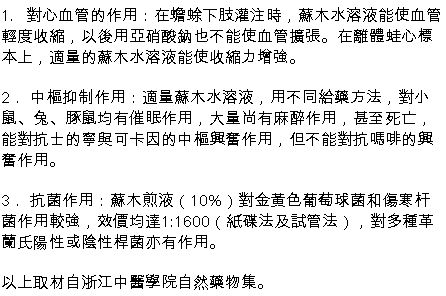 1. 對心血管的作用：在蟾蜍下肢灌注時，蘇木水溶液能使血管
輕度收縮，以後用亞硝酸鈉也不能使血管擴張。在離體蛙心標
本上，適量的蘇木水溶液能使收縮力增強。
2．中樞抑制作用：適量蘇木水溶液，用不同給藥方法，對小
鼠、兔、豚鼠均有催眠作用，大量尚有麻醉作用，甚至死亡，
能對抗士的寧與可卡因的中樞興奮作用，但不能對抗嗎啡的興
奮作用。
3．抗菌作用：蘇木煎液（10%）對金黃色葡萄球菌和傷寒杆
菌作用較強，效價均達1:1600（紙碟法及試管法），對多種革
蘭氏陽性或陰性桿菌亦有作用。
以上取材自浙江中醫學院自然藥物集。